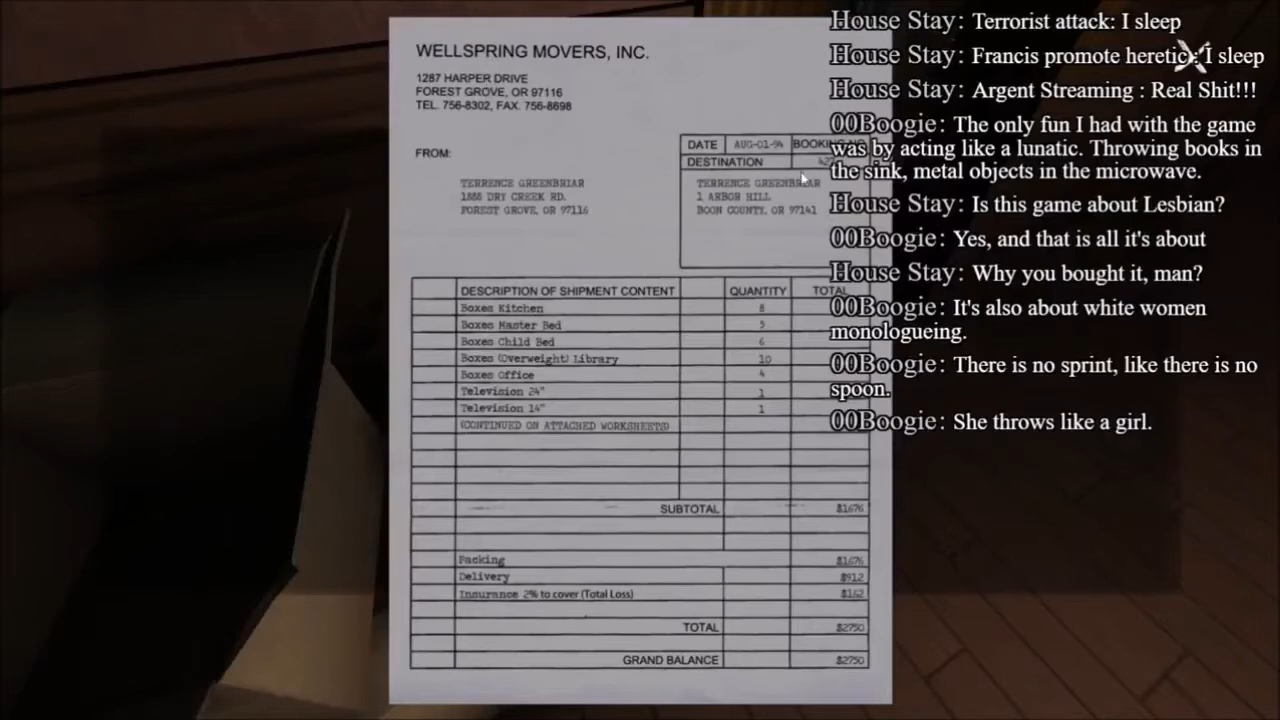 WELLSPRING MOVERS, INC.
1287 HARPER DRIVE
FOREST GROVE, OR 97116
TEL. 756-8302, FAX. 756-8698
FROM:
TERRENCE GREENBRIAR
1888 DRY CREEK RD.
FOREST GROVE, OR 97116
DATE AUG-01-94 BOOKING
DESTINATION
TERRENCE GREENBRIAR
1 ARBOR HILL
BOON COUNTY, OR 97141
DESCRIPTION OF SHIPMENT CONTENT QUANTITY TOTAL
Boxes Kitchen 8
Boxes Master Bed 5
Boxes Child Bed 6
Boxes (Overweight) Library 10
Boxes Office 4
Television 24" 1
Television 14" 1
(CONTINUED ON ATTACHED WORKSHEETS)
SUBTOTAL $1676
Packing $1676
Delivery $912
Insurance 2% to cover (Total Loss) $162
TOTAL $2750
GRAND BALANCE $2750
House Stay: Terrorist attack: I sleep
House Stay: Francis promote heretic: I sleep
House Stay: Argent Streaming : Real Shit!!!
00Boogie: The only fun I had with the game
was by acting like a lunatic. Throwing books in
the sink, metal objects in the microwave.
House Stay: Is this game about Lesbian?
00Boogie: Yes, and that is all it's about
House Stay: Why you bought it, man?
00Boogie: It's also about white women
monologueing.
00Boogie: There is no sprint, like there is no
spoon.
00Boogie: She throws like a girl.